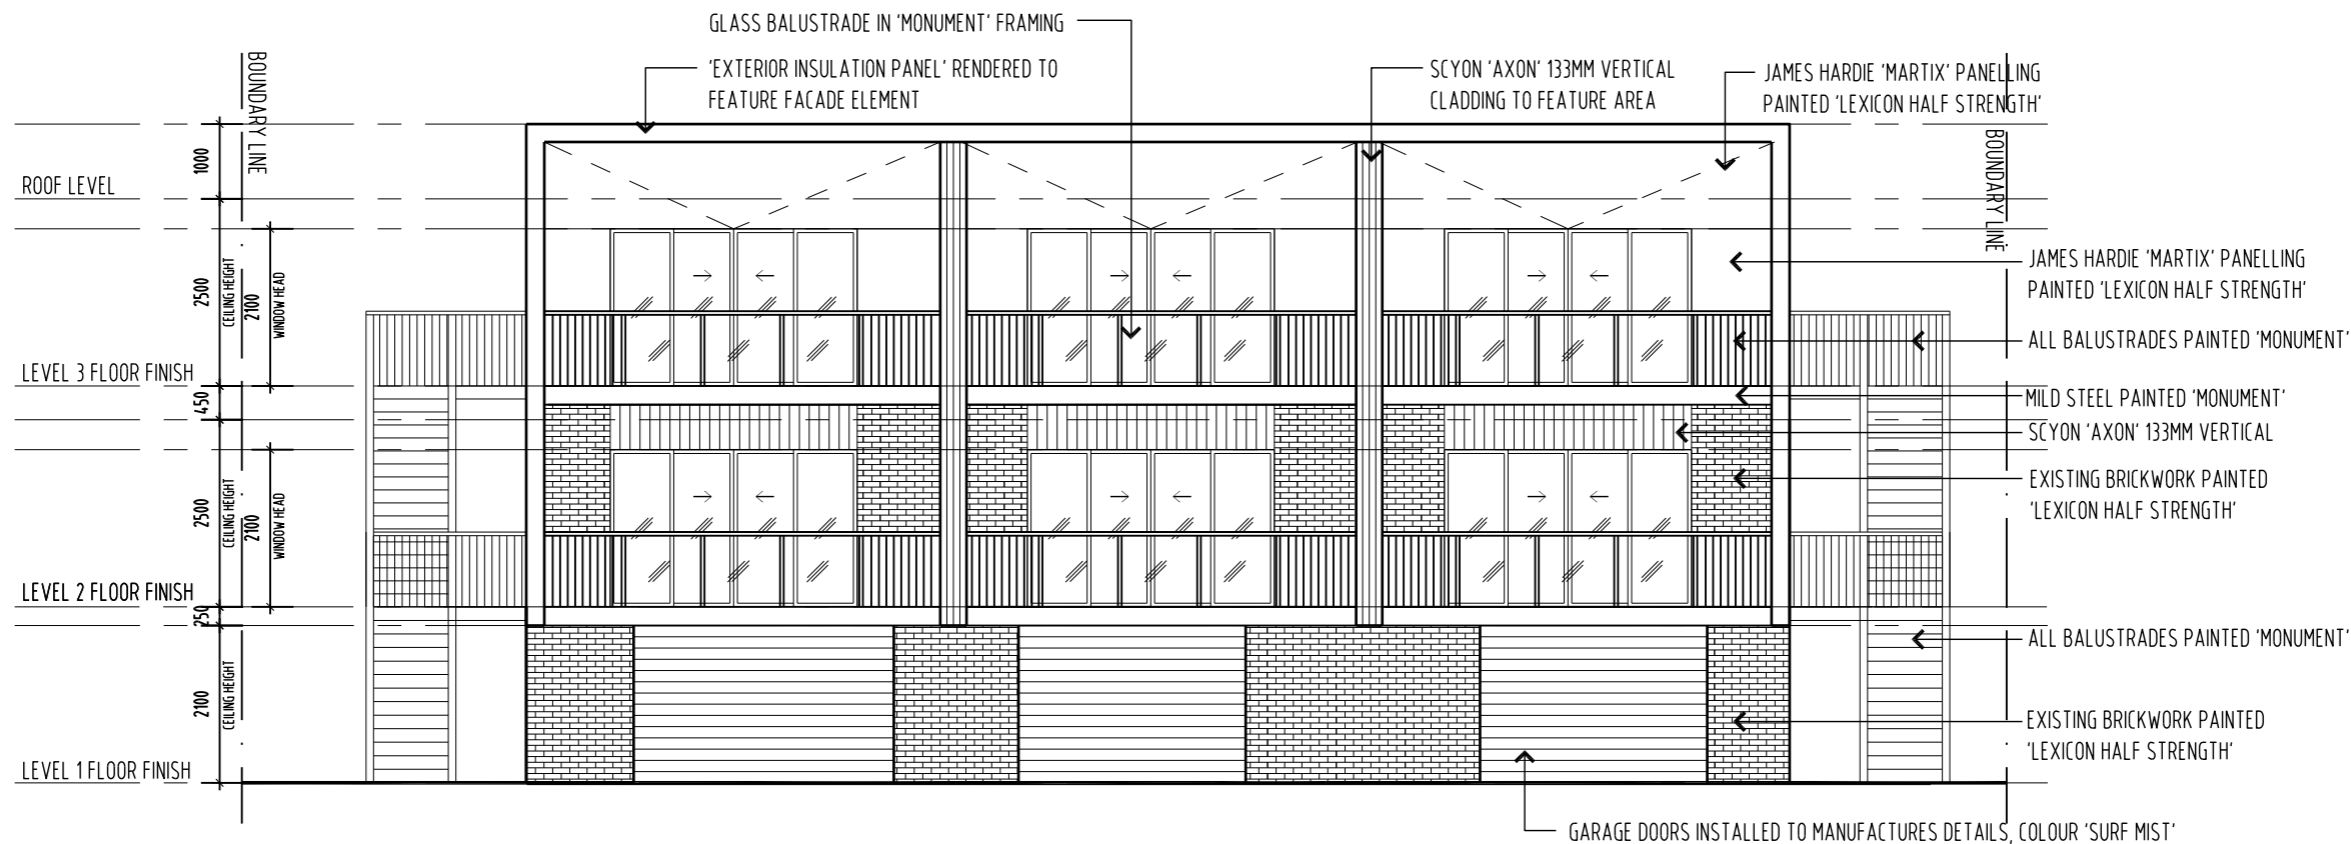 GLASS BALUSTRADE IN 'MONUMENT' FRAMING
'EXTERIOR INSULATION PANEL' RENDERED TO
FEATURE FACADE ELEMENT
SCYON 'AXON' 133MM VERTICAL
CLADDING TO FEATURE AREA
JAMES HARDIE 'MARTIX' PANELLING
PAINTED 'LEXICON HALF STRENGTH'
BOUNDARY LINE
BOUNDARY LINE
1000
ROOF LEVEL
2500
CEILING HEIGHT
2100
WINDOW HEAD
JAMES HARDIE 'MARTIX' PANELLING
PAINTED 'LEXICON HALF STRENGTH'
ALL BALUSTRADES PAINTED 'MONUMENT'
LEVEL 3 FLOOR FINISH
450
MILD STEEL PAINTED 'MONUMENT'
SCYON 'AXON' 133MM VERTICAL
2500
CEILING HEIGHT
2100
WINDOW HEAD
EXISTING BRICKWORK PAINTED
'LEXICON HALF STRENGTH'
LEVEL 2 FLOOR FINISH
250
ALL BALUSTRADES PAINTED 'MONUMENT'
2100
CEILING HEIGHT
EXISTING BRICKWORK PAINTED
'LEXICON HALF STRENGTH'
LEVEL 1 FLOOR FINISH
GARAGE DOORS INSTALLED TO MANUFACTURES DETAILS, COLOUR 'SURF MIST'